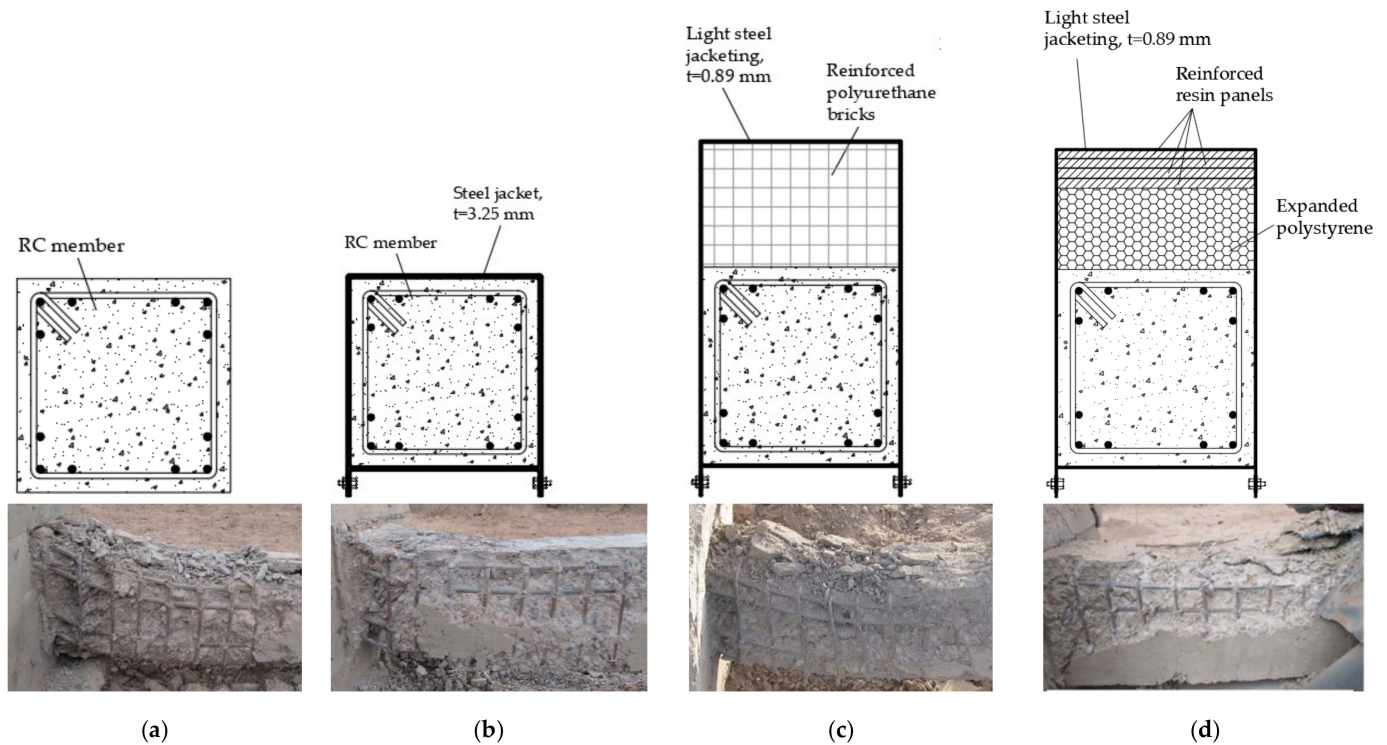 RC member
(a)
Steel jacket,
t=3.25 mm
RC member
(b)
Light steel
jacketing,
t=0.89 mm
Reinforced
polyurethane
bricks
(c)
Light steel
jacketing, t=0.89 mm
Reinforced
resin panels
Expanded
polystyrene
(d)